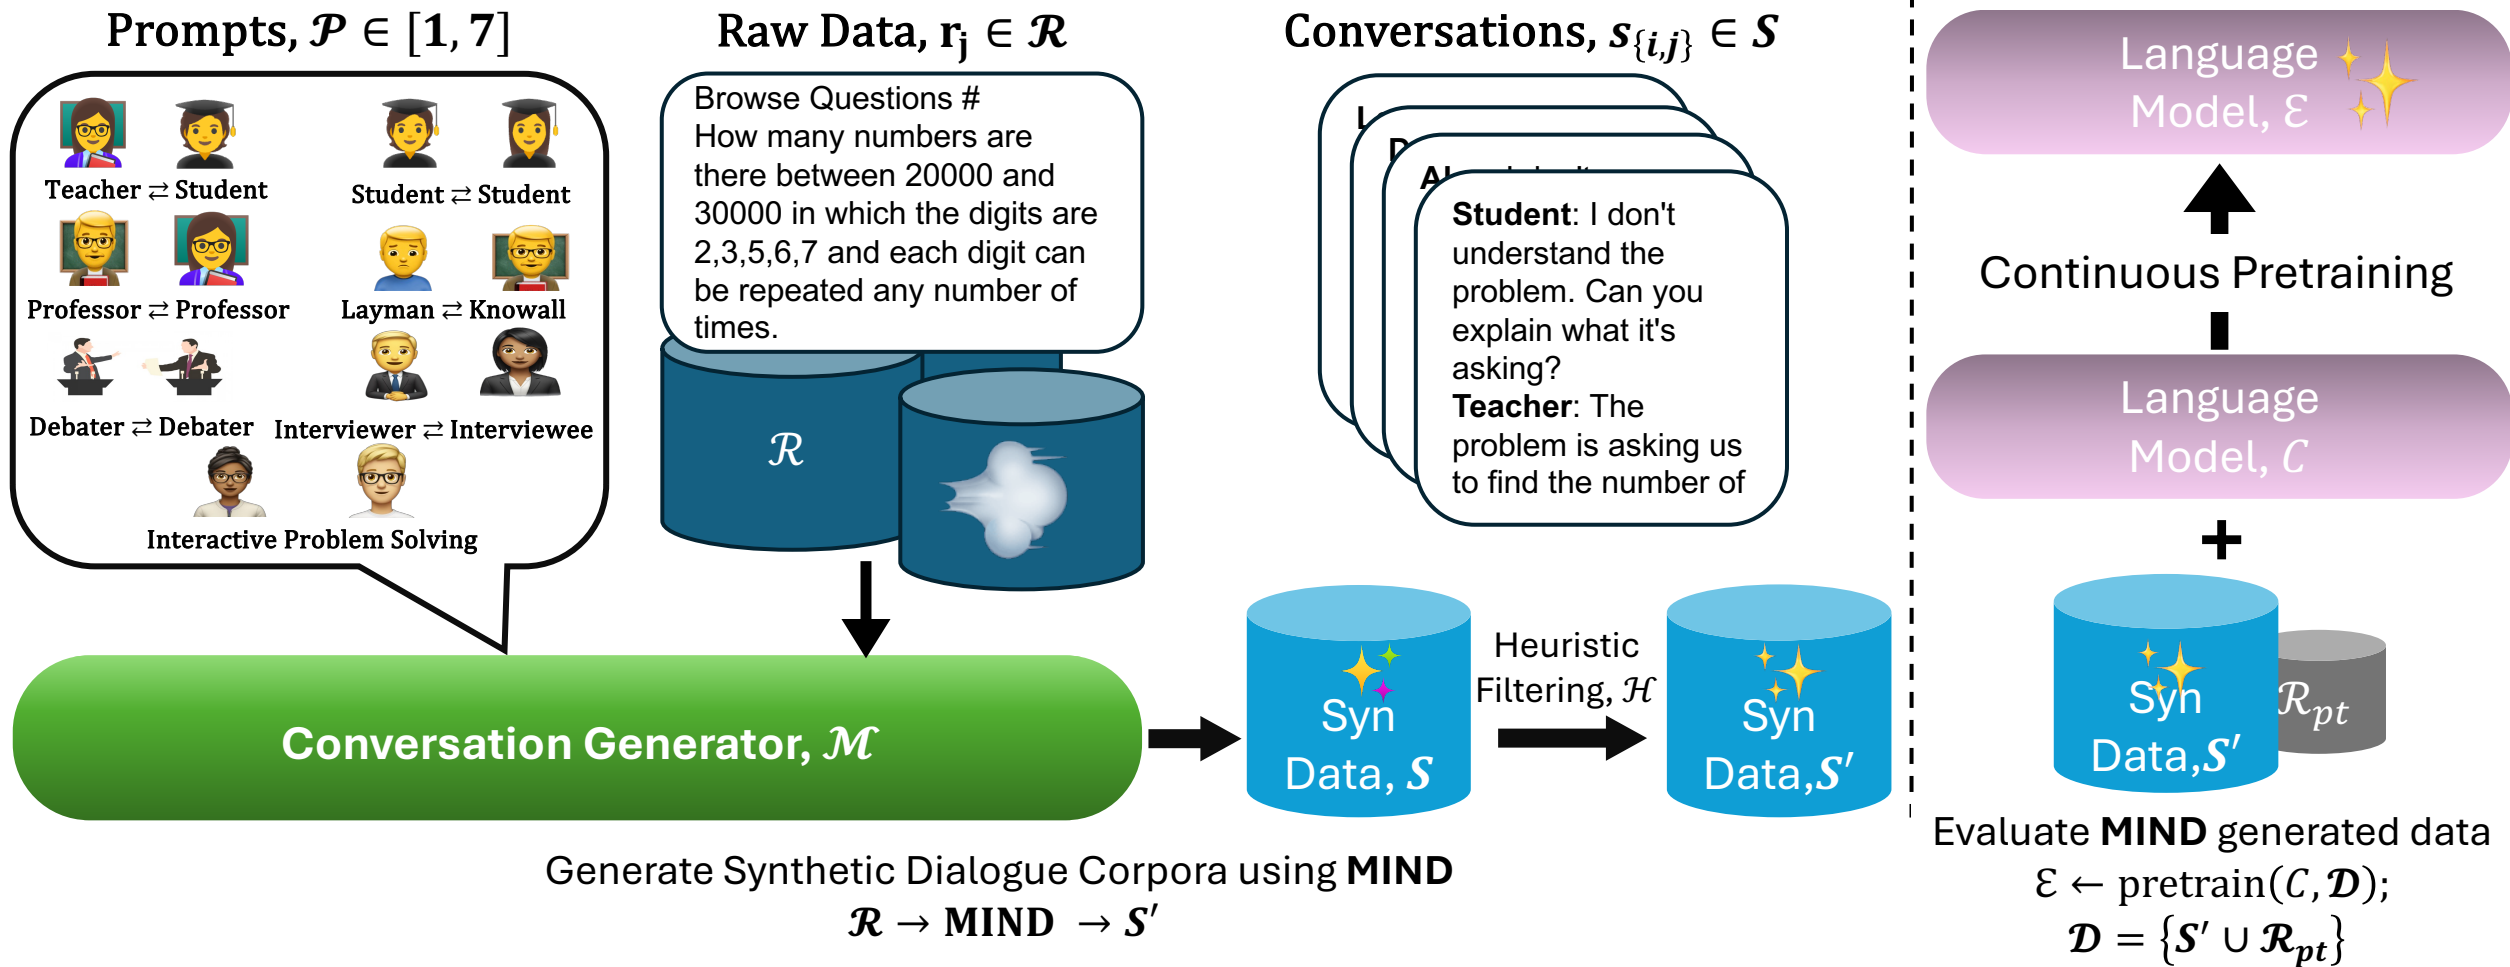 Prompts, 𝒫 ∈ [1, 7]
Teacher ⇄ Student
Student ⇄ Student
Professor ⇄ Professor
Layman ⇄ Knowall
Debater ⇄ Debater
Interviewer ⇄ Interviewee
Interactive Problem Solving
Raw Data, r_j ∈ ℛ
Browse Questions #
How many numbers are
there between 20000 and
30000 in which the digits are
2,3,5,6,7 and each digit can
be repeated any number of
times.
ℛ
Conversations, s_{i,j} ∈ S
Student: I don't
understand the
problem. Can you
explain what it's
asking?
Teacher: The
problem is asking us
to find the number of
Conversation Generator, ℳ
Syn
Data, S
Heuristic
Filtering, ℋ
Syn
Data,S′
Generate Synthetic Dialogue Corpora using MIND
ℛ → MIND → S′
Language
Model, ℰ
Continuous Pretraining
Language
Model, C
+
Syn
Data,S′
ℛ_pt
Evaluate MIND generated data
ℰ ← pretrain(C, 𝒟);
𝒟 = {S′ ∪ ℛ_pt}